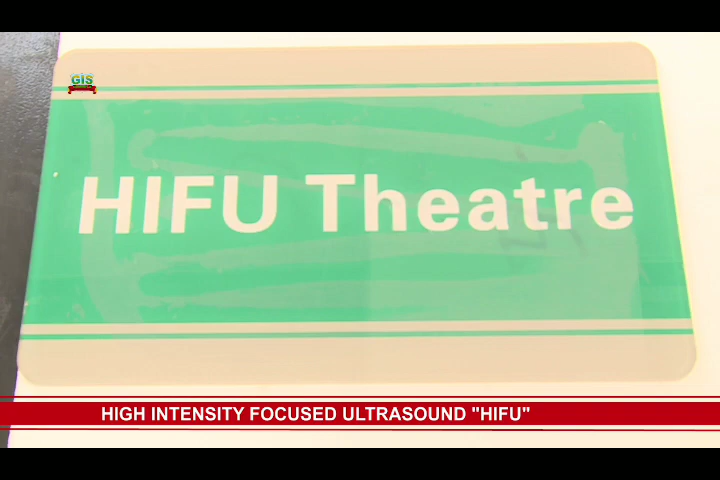 GIS
HIFU Theatre
HIGH INTENSITY FOCUSED ULTRASOUND "HIFU"